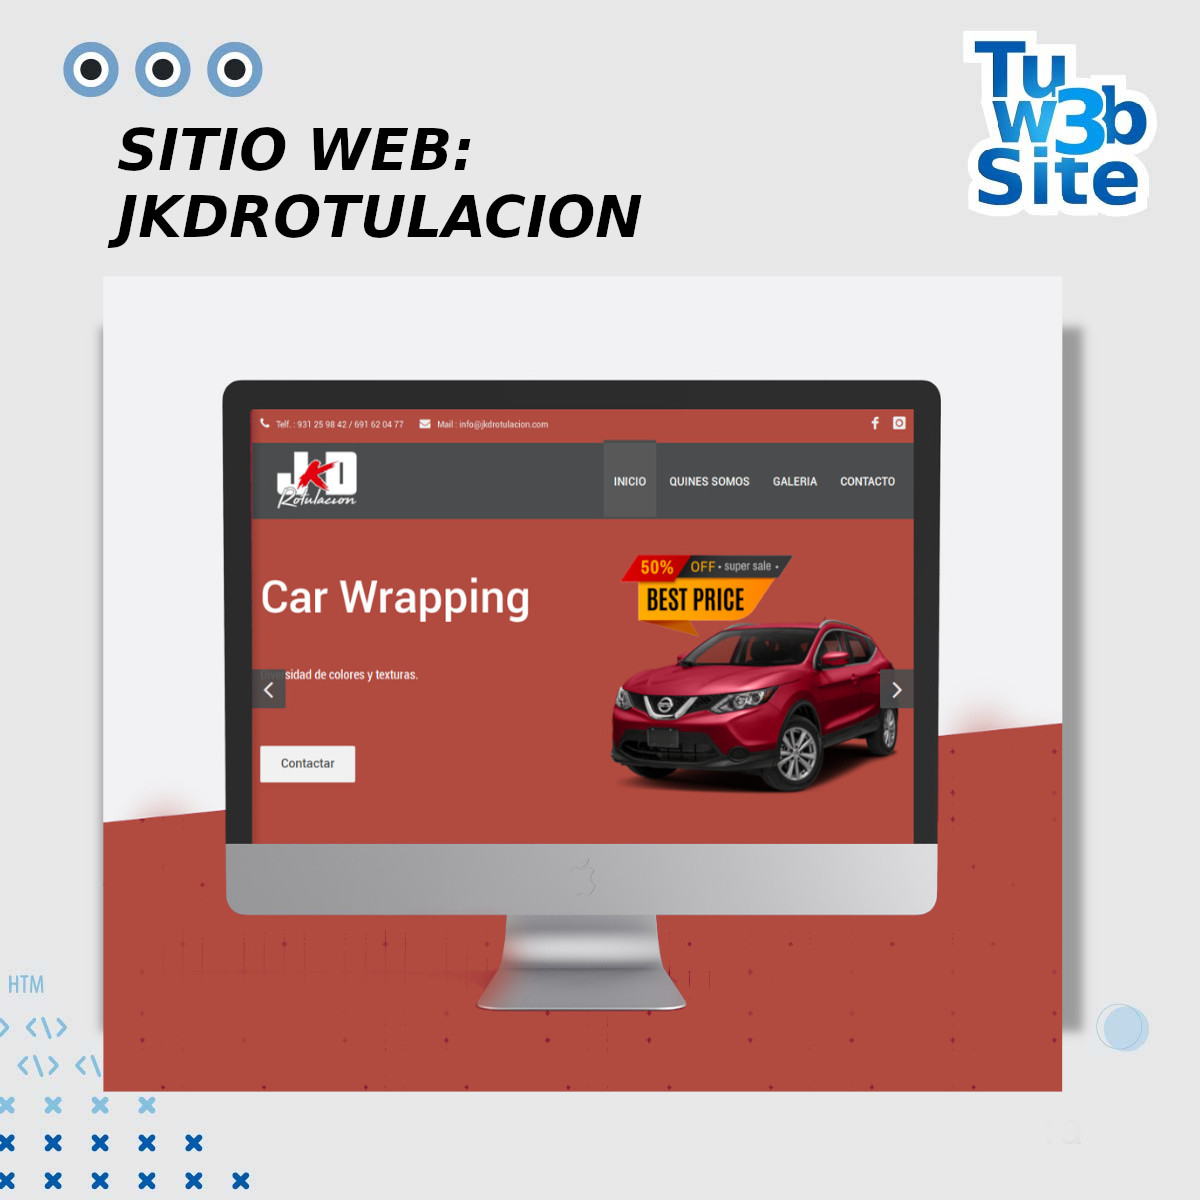 Tu
w3b
Site
SITIO WEB:
JKDROTULACION
Telf. : 931 25 98 42 / 691 62 04 77
Mail : info@jkdrotulacion.com
JKD
Rotulacion
INICIO
QUINES SOMOS
GALERIA
CONTACTO
50% OFF • super sale •
BEST PRICE
Car Wrapping
Diversidad de colores y texturas.
Contactar
HTM
<\>
<\> <\